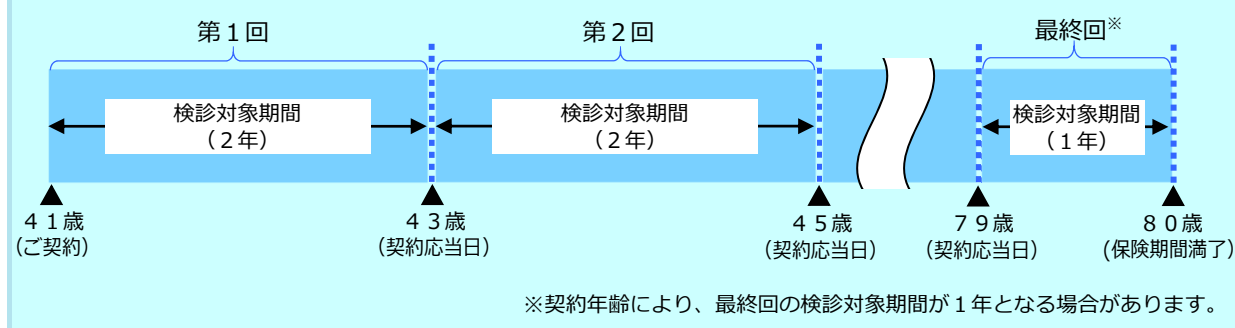 第１回
第２回
最終回※
検診対象期間
（２年）
検診対象期間
（２年）
検診対象期間
（１年）
４１歳
（ご契約）
４３歳
（契約応当日）
４５歳
（契約応当日）
７９歳
（契約応当日）
８０歳
（保険期間満了）
※契約年齢により、最終回の検診対象期間が１年となる場合があります。